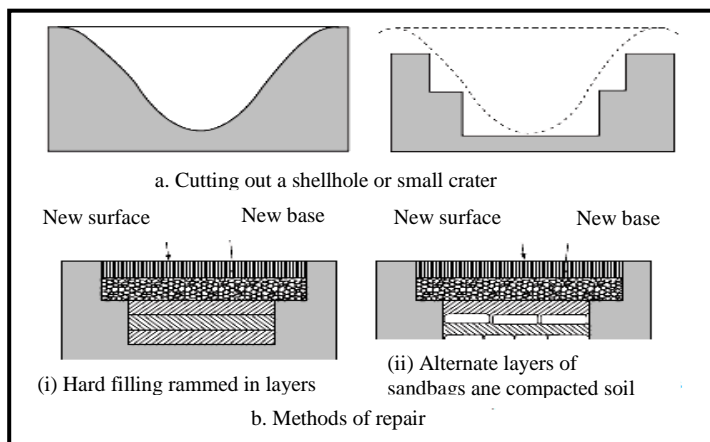 a. Cutting out a shellhole or small crater
New surface New base New surface New base
(i) Hard filling rammed in layers
(ii) Alternate layers of
sandbags ane compacted soil
b. Methods of repair